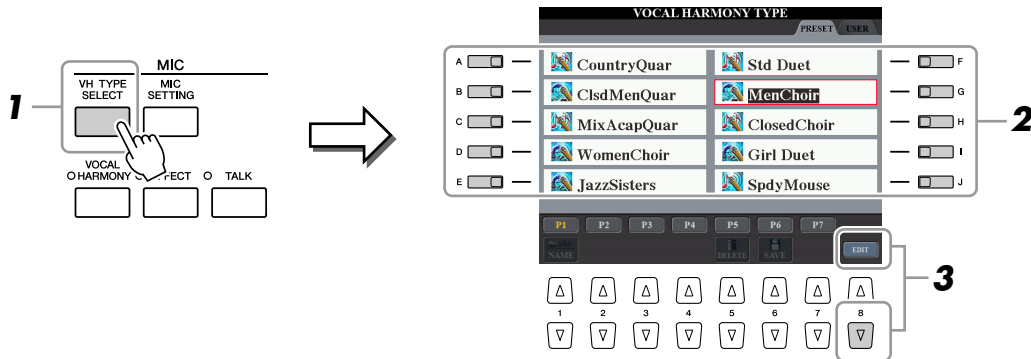 VOCAL HARMONY TYPE
PRESET USER
MIC
VH TYPE SELECT
MIC SETTING
1
VOCAL HARMONY
TALK
A CountryQuar Std Duet F
B ClsdMenQuar MenChoir G
C MixAcapQuar ClosedChoir H
D WomenChoir Girl Duet I
E JazzSisters SpdyMouse J
2
P1 P2 P3 P4 P5 P6 P7
NAME DELETE SAVE EDIT
3
1 2 3 4 5 6 7 8